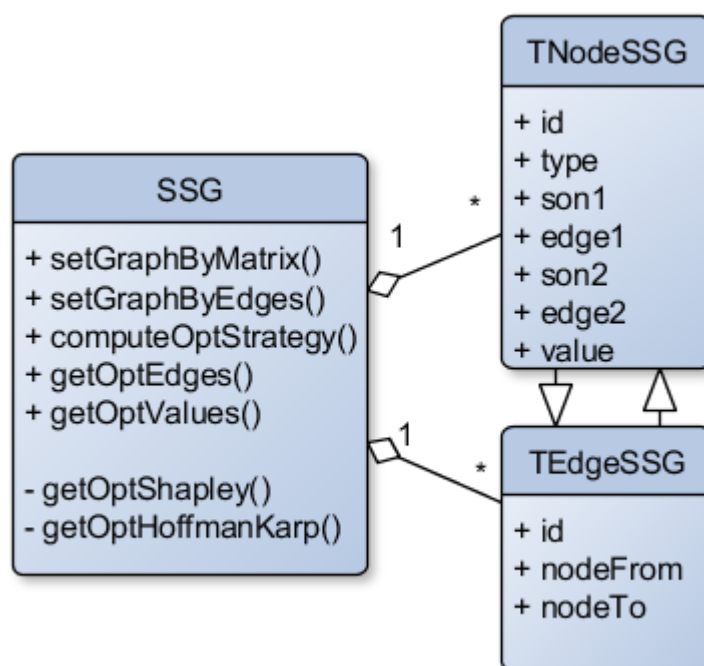 TNodeSSG
+ id
+ type
+ son1
+ edge1
+ son2
+ edge2
+ value
SSG
+ setGraphByMatrix()
+ setGraphByEdges()
+ computeOptStrategy()
+ getOptEdges()
+ getOptValues()
- getOptShapley()
- getOptHoffmanKarp()
1
*
1
*
TEdgeSSG
+ id
+ nodeFrom
+ nodeTo